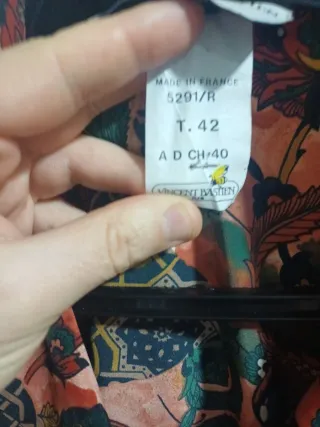 MADE IN FRANCE
5291/R
T. 42
A D CH 40
VINCENT BASTIEN